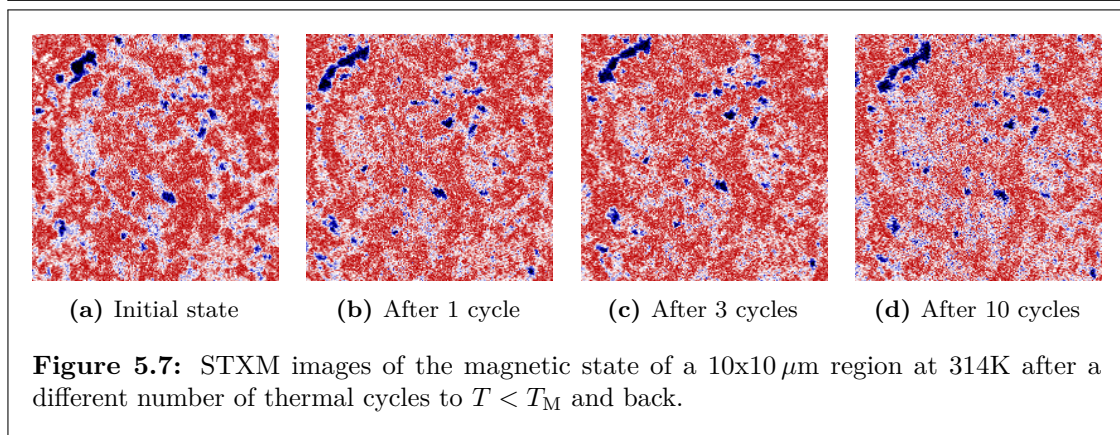 (a) Initial state (b) After 1 cycle (c) After 3 cycles (d) After 10 cycles
Figure 5.7: STXM images of the magnetic state of a 10x10 μm region at 314K after a
different number of thermal cycles to T < T_M and back.